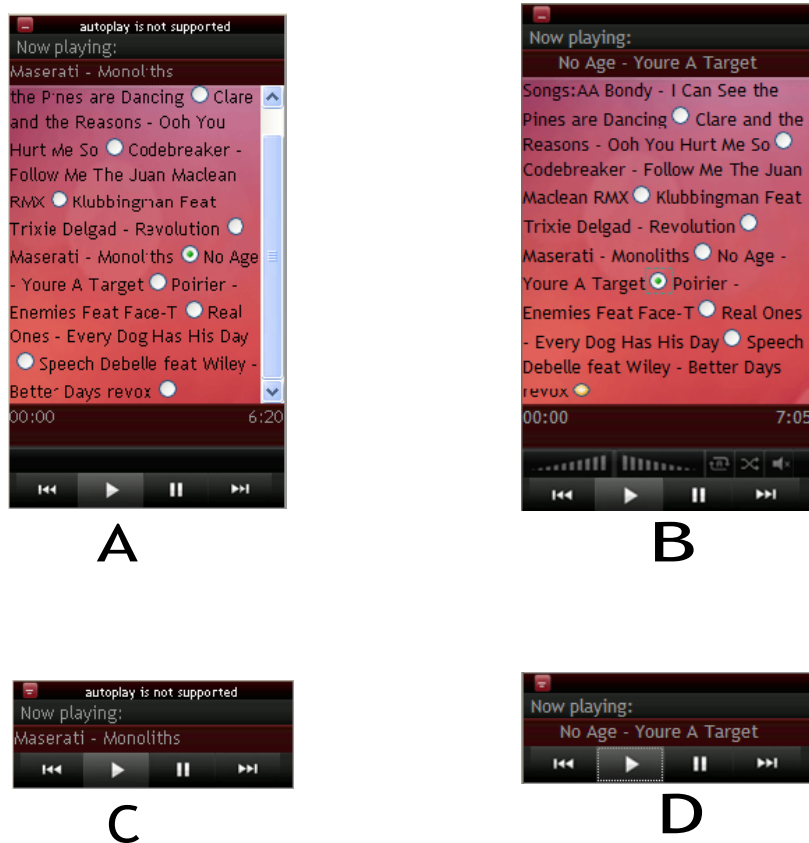 autoplay is not supported
Now playing:
Maserati - Monoliths
the Pines are Dancing Clare
and the Reasons - Ooh You
Hurt Me So Codebreaker -
Follow Me The Juan Maclean
RMX Klubbingman Feat
Trixie Delgad - Revolution
Maserati - Monoliths No Age
- Youre A Target Poirier -
Enemies Feat Face-T Real
Ones - Every Dog Has His Day
Speech Debelle feat Wiley -
Better Days revox
00:00 6:20
A
Now playing:
No Age - Youre A Target
Songs:AA Bondy - I Can See the
Pines are Dancing Clare and the
Reasons - Ooh You Hurt Me So
Codebreaker - Follow Me The Juan
Maclean RMX Klubbingman Feat
Trixie Delgad - Revolution
Maserati - Monoliths No Age -
Youre A Target Poirier -
Enemies Feat Face-T Real Ones
- Every Dog Has His Day Speech
Debelle feat Wiley - Better Days
revox
00:00 7:05
B
autoplay is not supported
Now playing:
Maserati - Monoliths
C
Now playing:
No Age - Youre A Target
D